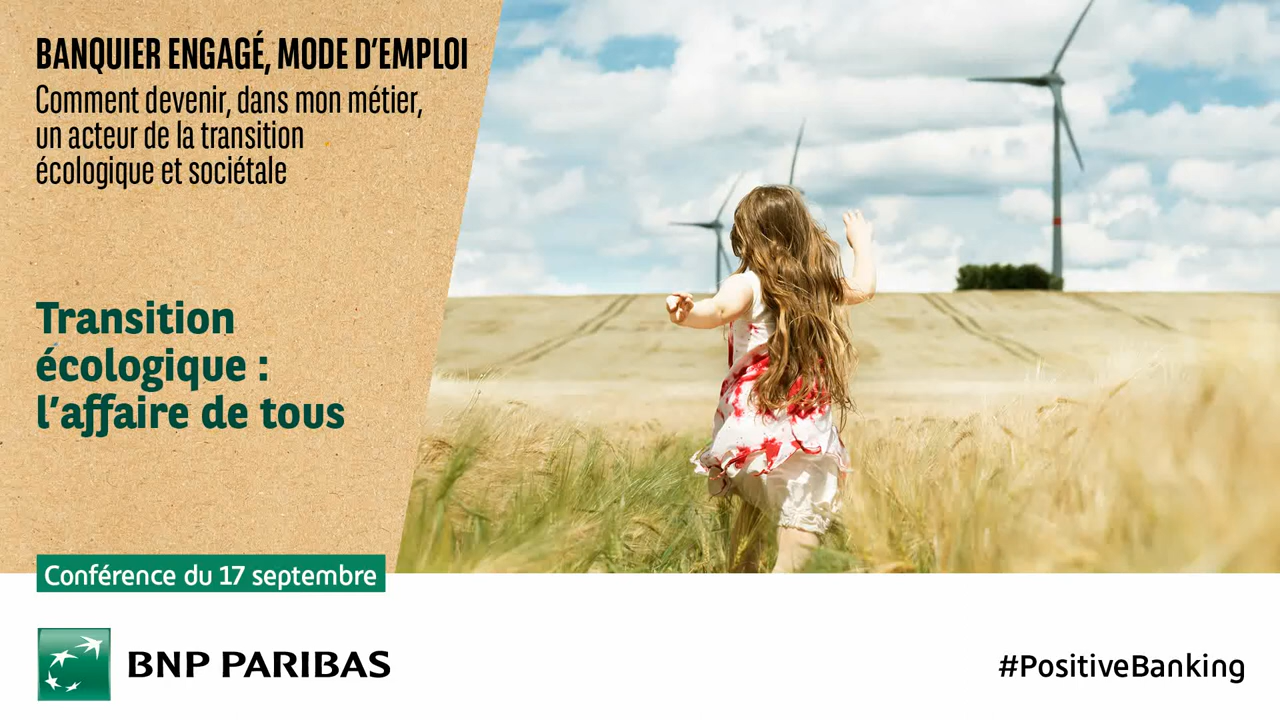 BANQUIER ENGAGÉ, MODE D'EMPLOI
Comment devenir, dans mon métier,
un acteur de la transition
écologique et sociétale
Transition
écologique :
l'affaire de tous
Conférence du 17 septembre
BNP PARIBAS
#PositiveBanking